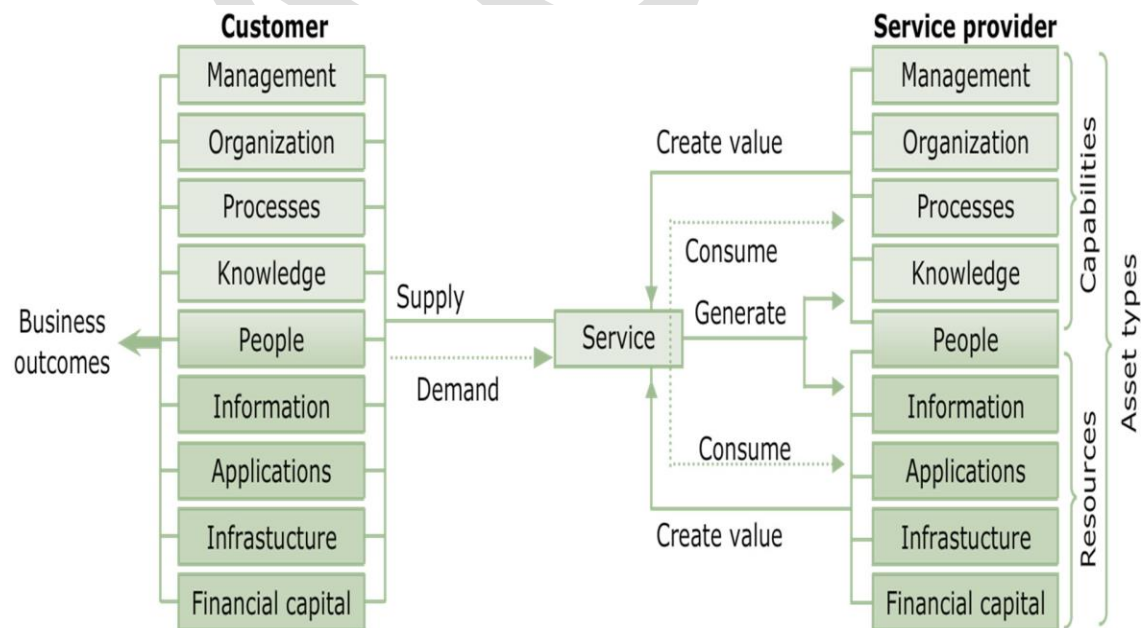 Customer
Management
Organization
Processes
Knowledge
People
Information
Applications
Infrastucture
Financial capital
Business
outcomes
Supply
Demand
Service
Create value
Consume
Generate
Consume
Create value
Service provider
Management
Organization
Processes
Knowledge
People
Information
Applications
Infrastucture
Financial capital
Capabilities
Resources
Asset types